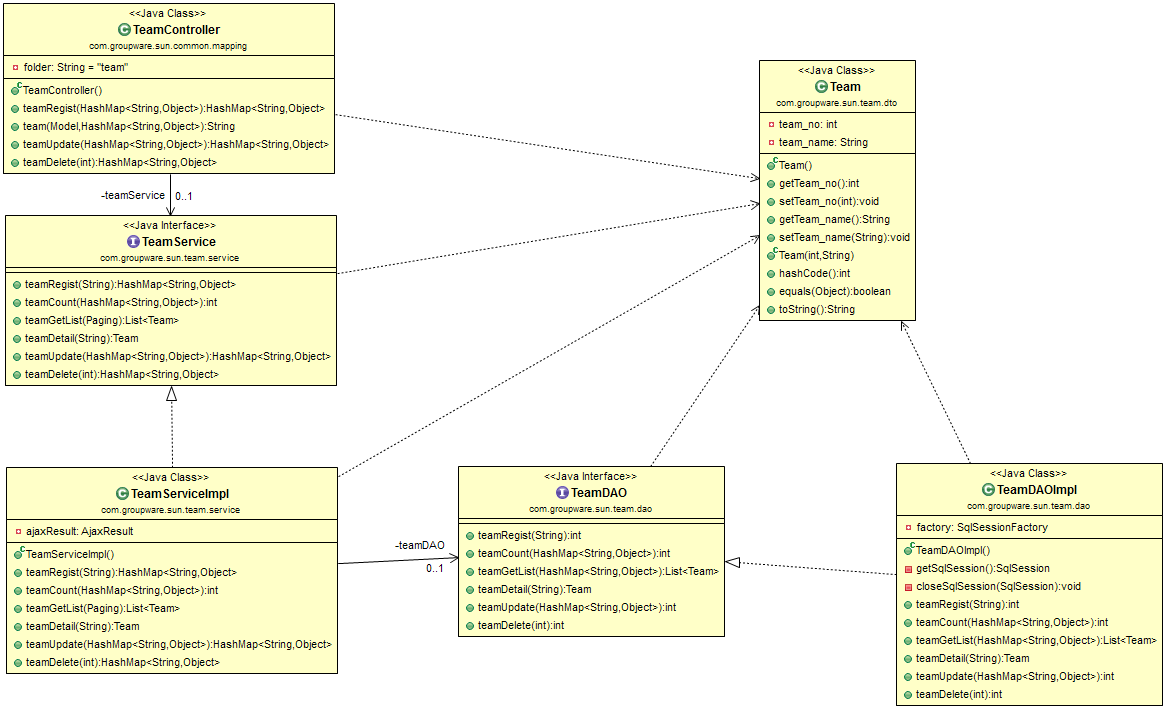 <<Java Class>>
TeamController
com.groupware.sun.common.mapping
folder: String = "team"
TeamController()
teamRegist(HashMap<String,Object>):HashMap<String,Object>
team(Model,HashMap<String,Object>):String
teamUpdate(HashMap<String,Object>):HashMap<String,Object>
teamDelete(int):HashMap<String,Object>
-teamService
0..1
<<Java Interface>>
TeamService
com.groupware.sun.team.service
teamRegist(String):HashMap<String,Object>
teamCount(HashMap<String,Object>):int
teamGetList(Paging):List<Team>
teamDetail(String):Team
teamUpdate(HashMap<String,Object>):HashMap<String,Object>
teamDelete(int):HashMap<String,Object>
<<Java Class>>
Team
com.groupware.sun.team.dto
team_no: int
team_name: String
Team()
getTeam_no():int
setTeam_no(int):void
getTeam_name():String
setTeam_name(String):void
Team(int,String)
hashCode():int
equals(Object):boolean
toString():String
<<Java Class>>
TeamServiceImpl
com.groupware.sun.team.service
ajaxResult: AjaxResult
TeamServiceImpl()
teamRegist(String):HashMap<String,Object>
teamCount(HashMap<String,Object>):int
teamGetList(Paging):List<Team>
teamDetail(String):Team
teamUpdate(HashMap<String,Object>):HashMap<String,Object>
teamDelete(int):HashMap<String,Object>
-teamDAO
0..1
<<Java Interface>>
TeamDAO
com.groupware.sun.team.dao
teamRegist(String):int
teamCount(HashMap<String,Object>):int
teamGetList(HashMap<String,Object>):List<Team>
teamDetail(String):Team
teamUpdate(HashMap<String,Object>):int
teamDelete(int):int
<<Java Class>>
TeamDAOImpl
com.groupware.sun.team.dao
factory: SqlSessionFactory
TeamDAOImpl()
getSqlSession():SqlSession
closeSqlSession(SqlSession):void
teamRegist(String):int
teamCount(HashMap<String,Object>):int
teamGetList(HashMap<String,Object>):List<Team>
teamDetail(String):Team
teamUpdate(HashMap<String,Object>):int
teamDelete(int):int